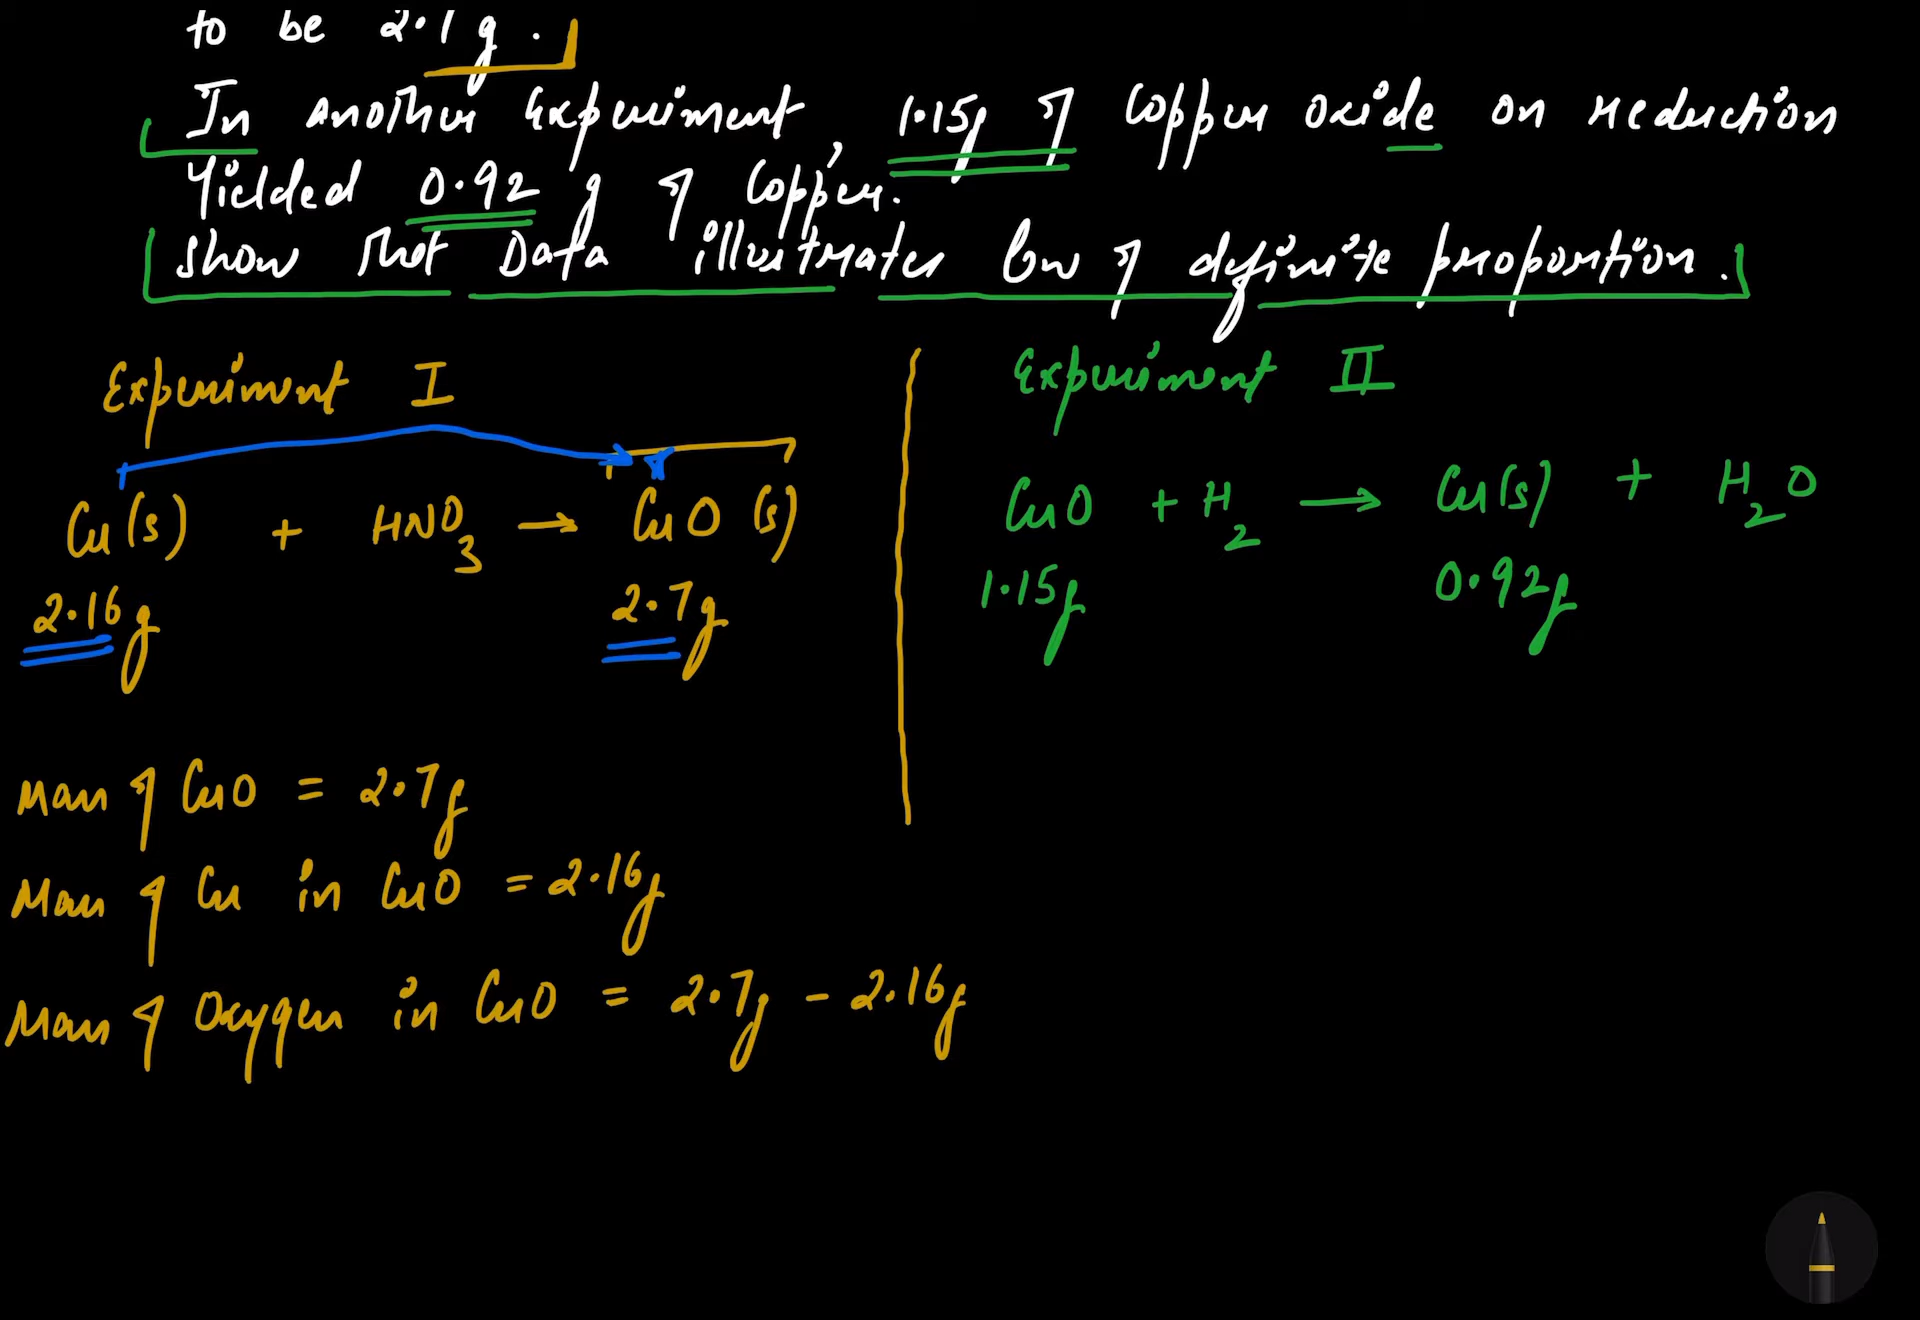 to be 2.7g.
In another experiment, 1.15g of copper oxide on reduction
yielded 0.92 g of copper.
show that Data illustrates law of definite proportion.
Experiment I
Cu(s) + HNO3 → CuO (s)
2.16g 2.7g
Mass of CuO = 2.7g
Mass of Cu in CuO = 2.16g
Mass of Oxygen in CuO = 2.7g - 2.16g
Experiment II
CuO + H2 → Cu(s) + H2O
1.15g 0.92g